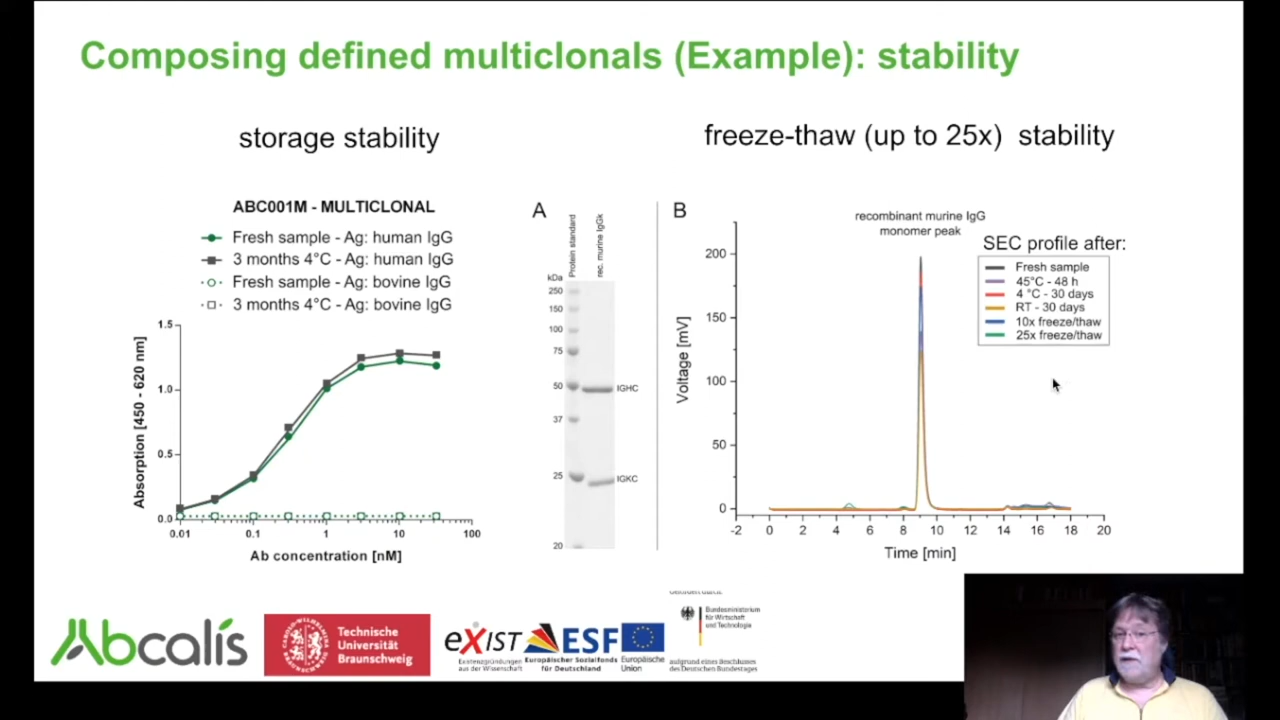 Composing defined multiclonals (Example): stability
storage stability
freeze-thaw (up to 25x) stability
ABC001M - MULTICLONAL
Fresh sample - Ag: human IgG
3 months 4°C - Ag: human IgG
Fresh sample - Ag: bovine IgG
3 months 4°C - Ag: bovine IgG
Absorption [450 - 620 nm]
1.5
1.0
0.5
0.0
0.01
0.1
1
10
100
Ab concentration [nM]
A
Protein standard
rec. murine IgGk
kDa
250
150
100
75
50
37
25
20
IGHC
IGKC
B
recombinant murine IgG
monomer peak
SEC profile after:
Fresh sample
45°C - 48 h
4 °C - 30 days
RT - 30 days
10x freeze/thaw
25x freeze/thaw
Voltage [mV]
200
150
100
50
0
-2
0
2
4
6
8
10
12
14
16
18
20
Time [min]
Abcalis
Technische
Universität
Braunschweig
eXIST
Existenzgründungen
aus der Wissenschaft
ESF
Europäischer Sozialfonds
für Deutschland
Europäische
Union
Bundesministerium
für Wirtschaft
und Technologie
aufgrund eines Beschlusses
des Deutschen Bundestages